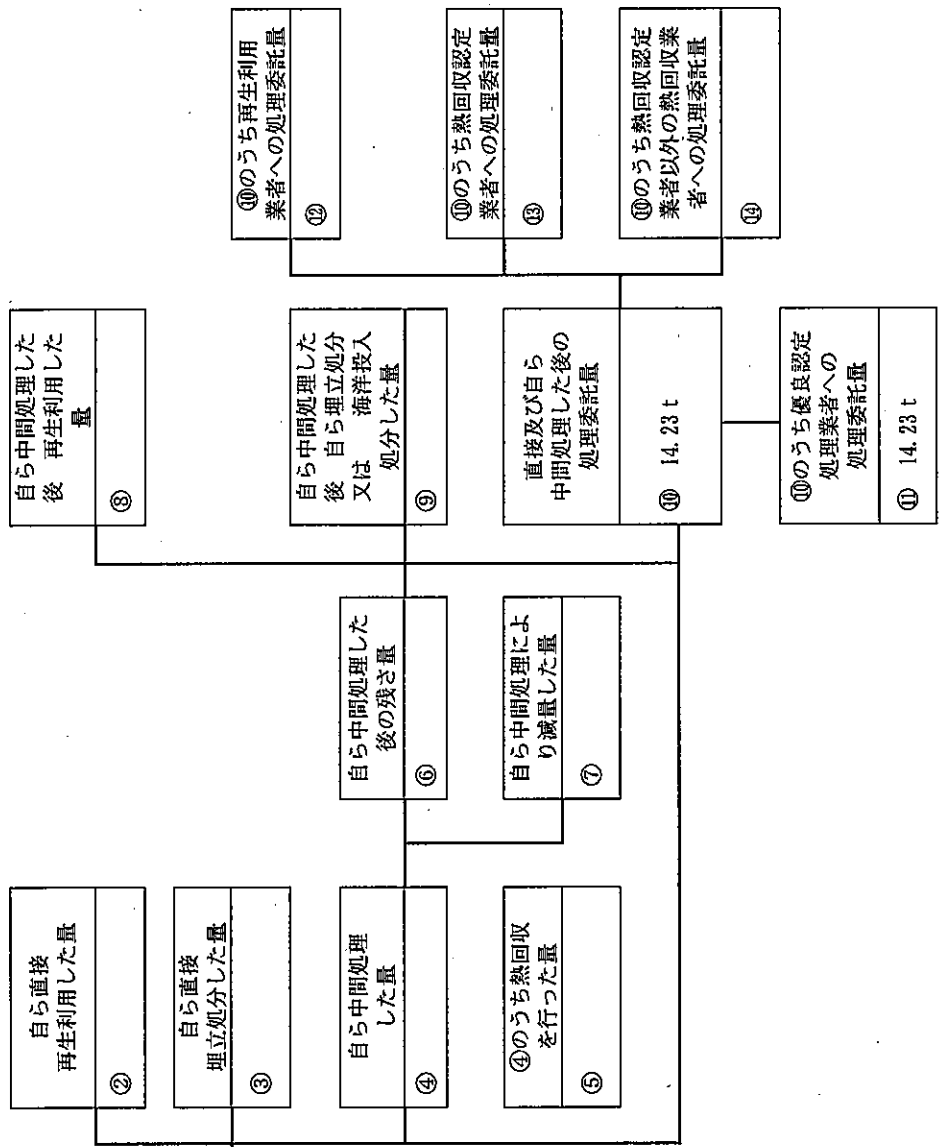 自ら直接
再生利用した量
②
自ら直接
埋立処分した量
③
自ら中間処理
した量
④
④のうち熱回収
を行った量
⑤
自ら中間処理した
後の残さ量
⑥
自ら中間処理によ
り減量した量
⑦
自ら中間処理した
後 再生利用した
量
⑧
自ら中間処理した
後 自ら埋立処分
又は 海洋投入
処分した量
⑨
直接及び自ら
中間処理した後の
処理委託量
⑩ 14.23 t
⑩のうち優良認定
処理業者への
処理委託量
⑪ 14.23 t
⑩のうち再生利用
業者への処理委託量
⑫
⑩のうち熱回収認定
業者への処理委託量
⑬
⑩のうち熱回収認定
業者以外の熱回収業
者への処理委託量
⑭